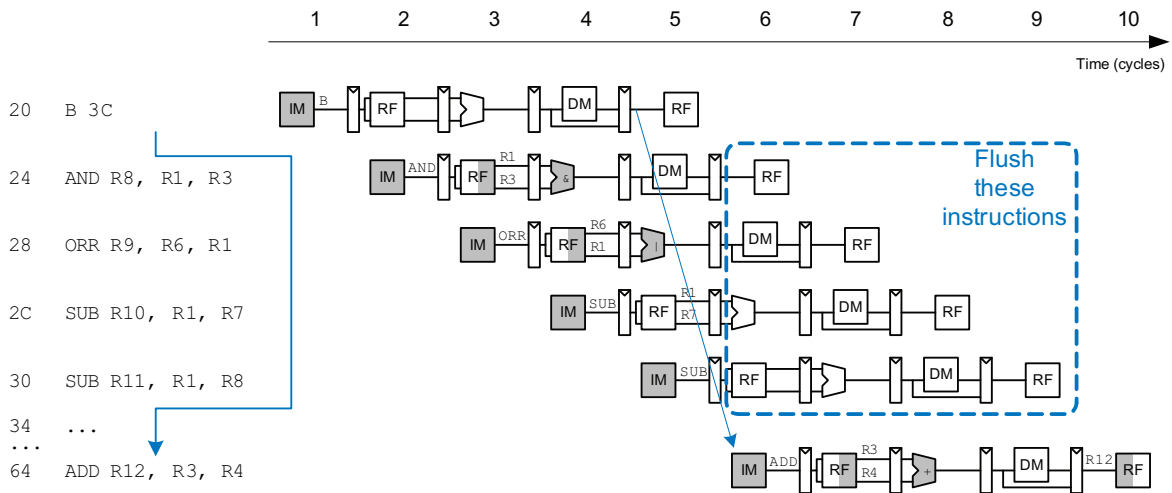 1 2 3 4 5 6 7 8 9 10
Time (cycles)
20 B 3C
IM B RF DM RF
24 AND R8, R1, R3
IM AND RF R1 R3 & DM RF
Flush
these
instructions
28 ORR R9, R6, R1
IM ORR RF R6 R1 | DM RF
2C SUB R10, R1, R7
IM SUB RF R1 R7 DM RF
30 SUB R11, R1, R8
IM SUB RF DM RF
34 ...
...
64 ADD R12, R3, R4
IM ADD RF R3 R4 + DM R12 RF